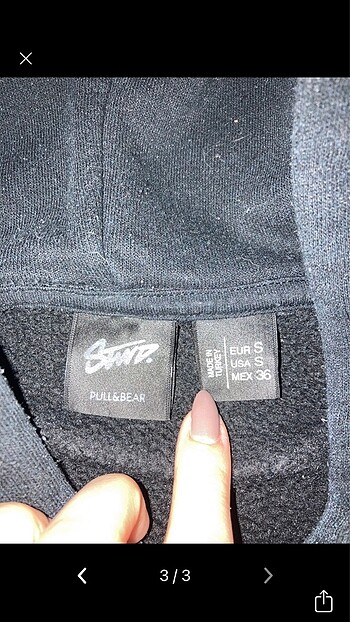 STWD.
PULL&BEAR
MADE IN
TURKEY
EUR S
USA S
MEX 36
3/3